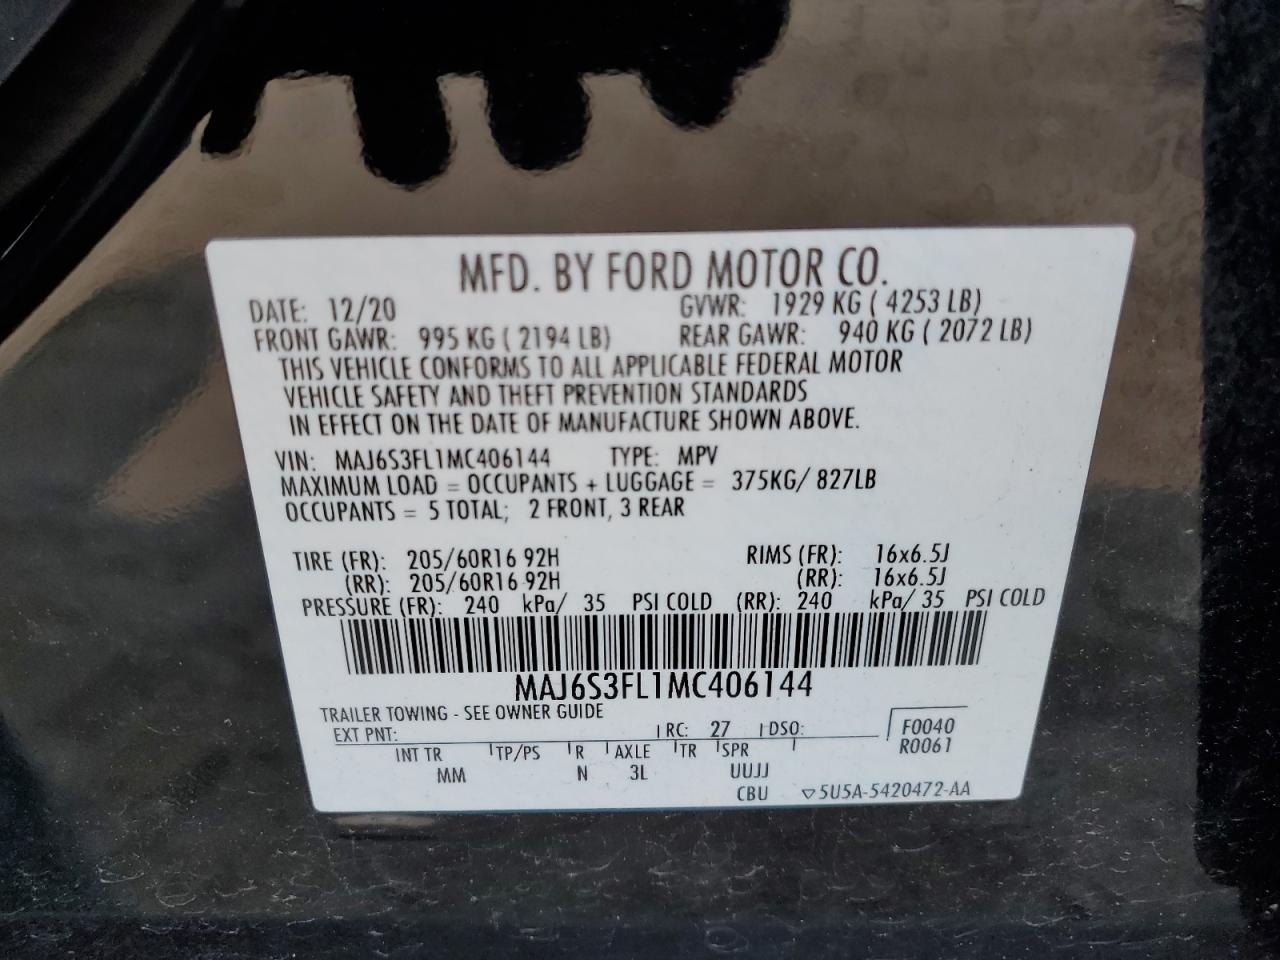 MFD. BY FORD MOTOR CO.
DATE: 12/20 GVWR: 1929 KG ( 4253 LB)
FRONT GAWR: 995 KG ( 2194 LB) REAR GAWR: 940 KG ( 2072 LB)
THIS VEHICLE CONFORMS TO ALL APPLICABLE FEDERAL MOTOR
VEHICLE SAFETY AND THEFT PREVENTION STANDARDS
IN EFFECT ON THE DATE OF MANUFACTURE SHOWN ABOVE.
VIN: MAJ6S3FL1MC406144 TYPE: MPV
MAXIMUM LOAD = OCCUPANTS + LUGGAGE = 375KG/ 827LB
OCCUPANTS = 5 TOTAL; 2 FRONT, 3 REAR
TIRE (FR): 205/60R16 92H RIMS (FR): 16x6.5J
(RR): 205/60R16 92H (RR): 16x6.5J
PRESSURE (FR): 240 kPa/ 35 PSI COLD (RR): 240 kPa/ 35 PSI COLD
MAJ6S3FL1MC406144
TRAILER TOWING - SEE OWNER GUIDE
EXT PNT: RC: 27 DSO: F0040
INT TR TP/PS R AXLE TR SPR R0061
MM N 3L UUJJ
CBU ▽5U5A-5420472-AA